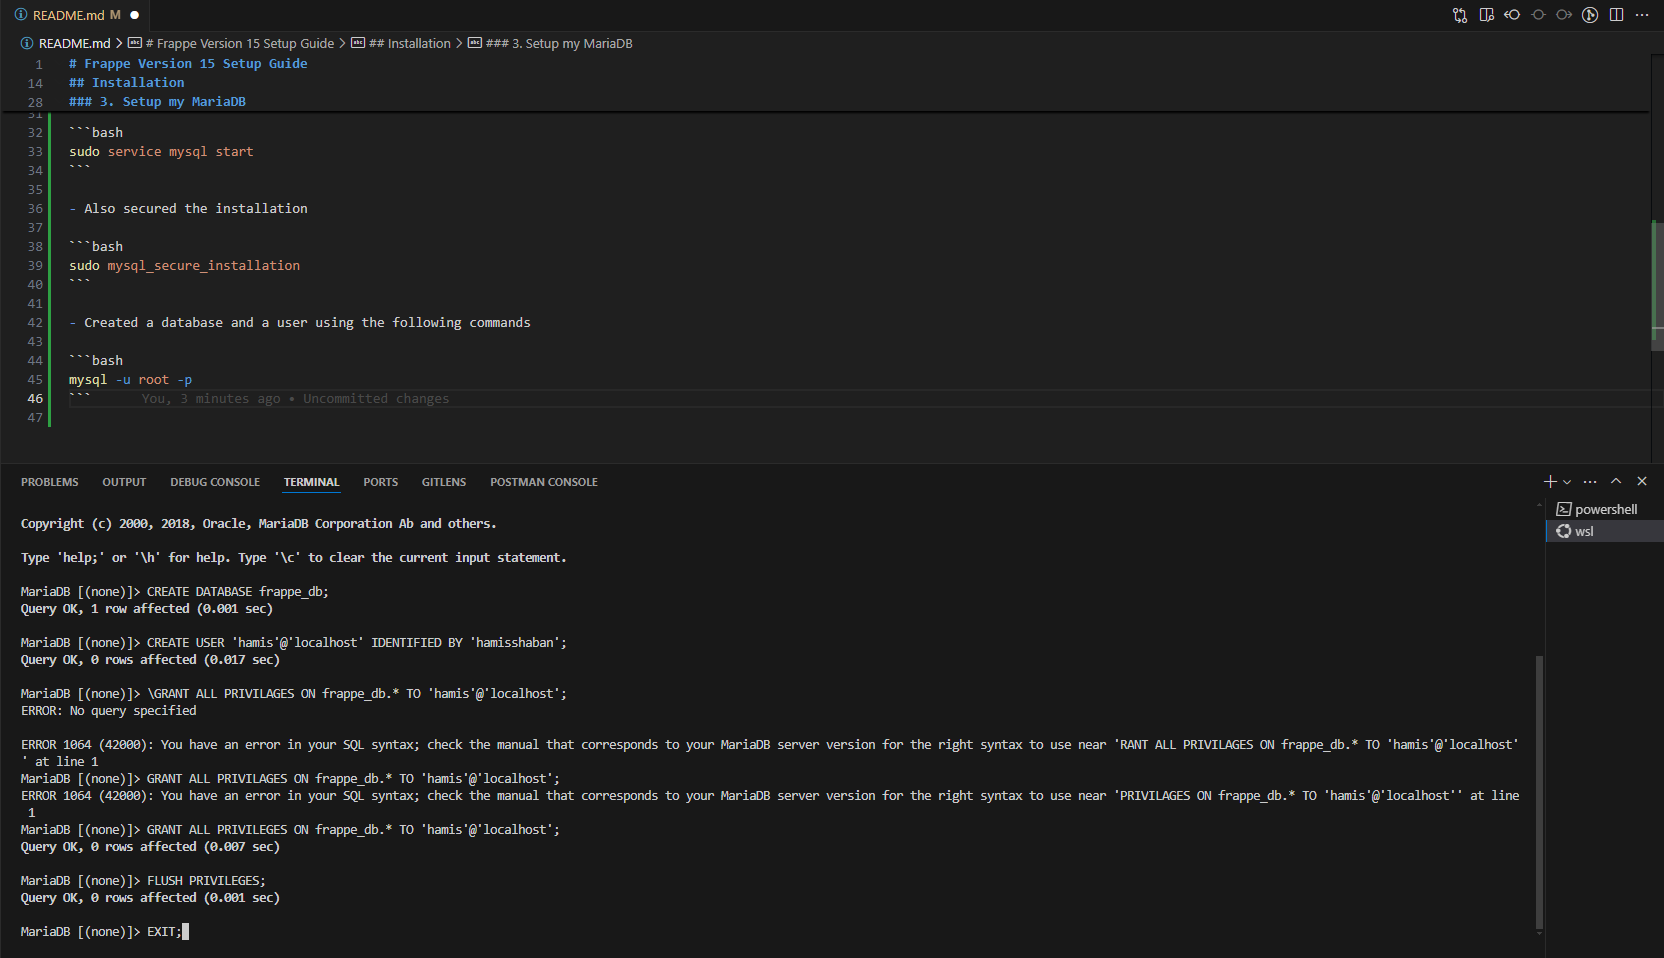 README.md M
README.md > # Frappe Version 15 Setup Guide > ## Installation > ### 3. Setup my MariaDB
1 # Frappe Version 15 Setup Guide
14 ## Installation
28 ### 3. Setup my MariaDB
31
32 ```bash
33 sudo service mysql start
34 ```
35
36 - Also secured the installation
37
38 ```bash
39 sudo mysql_secure_installation
40 ```
41
42 - Created a database and a user using the following commands
43
44 ```bash
45 mysql -u root -p
46 ``` You, 3 minutes ago • Uncommitted changes
47
PROBLEMS OUTPUT DEBUG CONSOLE TERMINAL PORTS GITLENS POSTMAN CONSOLE
powershell
wsl
Copyright (c) 2000, 2018, Oracle, MariaDB Corporation Ab and others.
Type 'help;' or '\h' for help. Type '\c' to clear the current input statement.
MariaDB [(none)]> CREATE DATABASE frappe_db;
Query OK, 1 row affected (0.001 sec)
MariaDB [(none)]> CREATE USER 'hamis'@'localhost' IDENTIFIED BY 'hamisshaban';
Query OK, 0 rows affected (0.017 sec)
MariaDB [(none)]> \GRANT ALL PRIVILAGES ON frappe_db.* TO 'hamis'@'localhost';
ERROR: No query specified
ERROR 1064 (42000): You have an error in your SQL syntax; check the manual that corresponds to your MariaDB server version for the right syntax to use near 'RANT ALL PRIVILAGES ON frappe_db.* TO 'hamis'@'localhost'
' at line 1
MariaDB [(none)]> GRANT ALL PRIVILAGES ON frappe_db.* TO 'hamis'@'localhost';
ERROR 1064 (42000): You have an error in your SQL syntax; check the manual that corresponds to your MariaDB server version for the right syntax to use near 'PRIVILAGES ON frappe_db.* TO 'hamis'@'localhost'' at line
1
MariaDB [(none)]> GRANT ALL PRIVILEGES ON frappe_db.* TO 'hamis'@'localhost';
Query OK, 0 rows affected (0.007 sec)
MariaDB [(none)]> FLUSH PRIVILEGES;
Query OK, 0 rows affected (0.001 sec)
MariaDB [(none)]> EXIT;